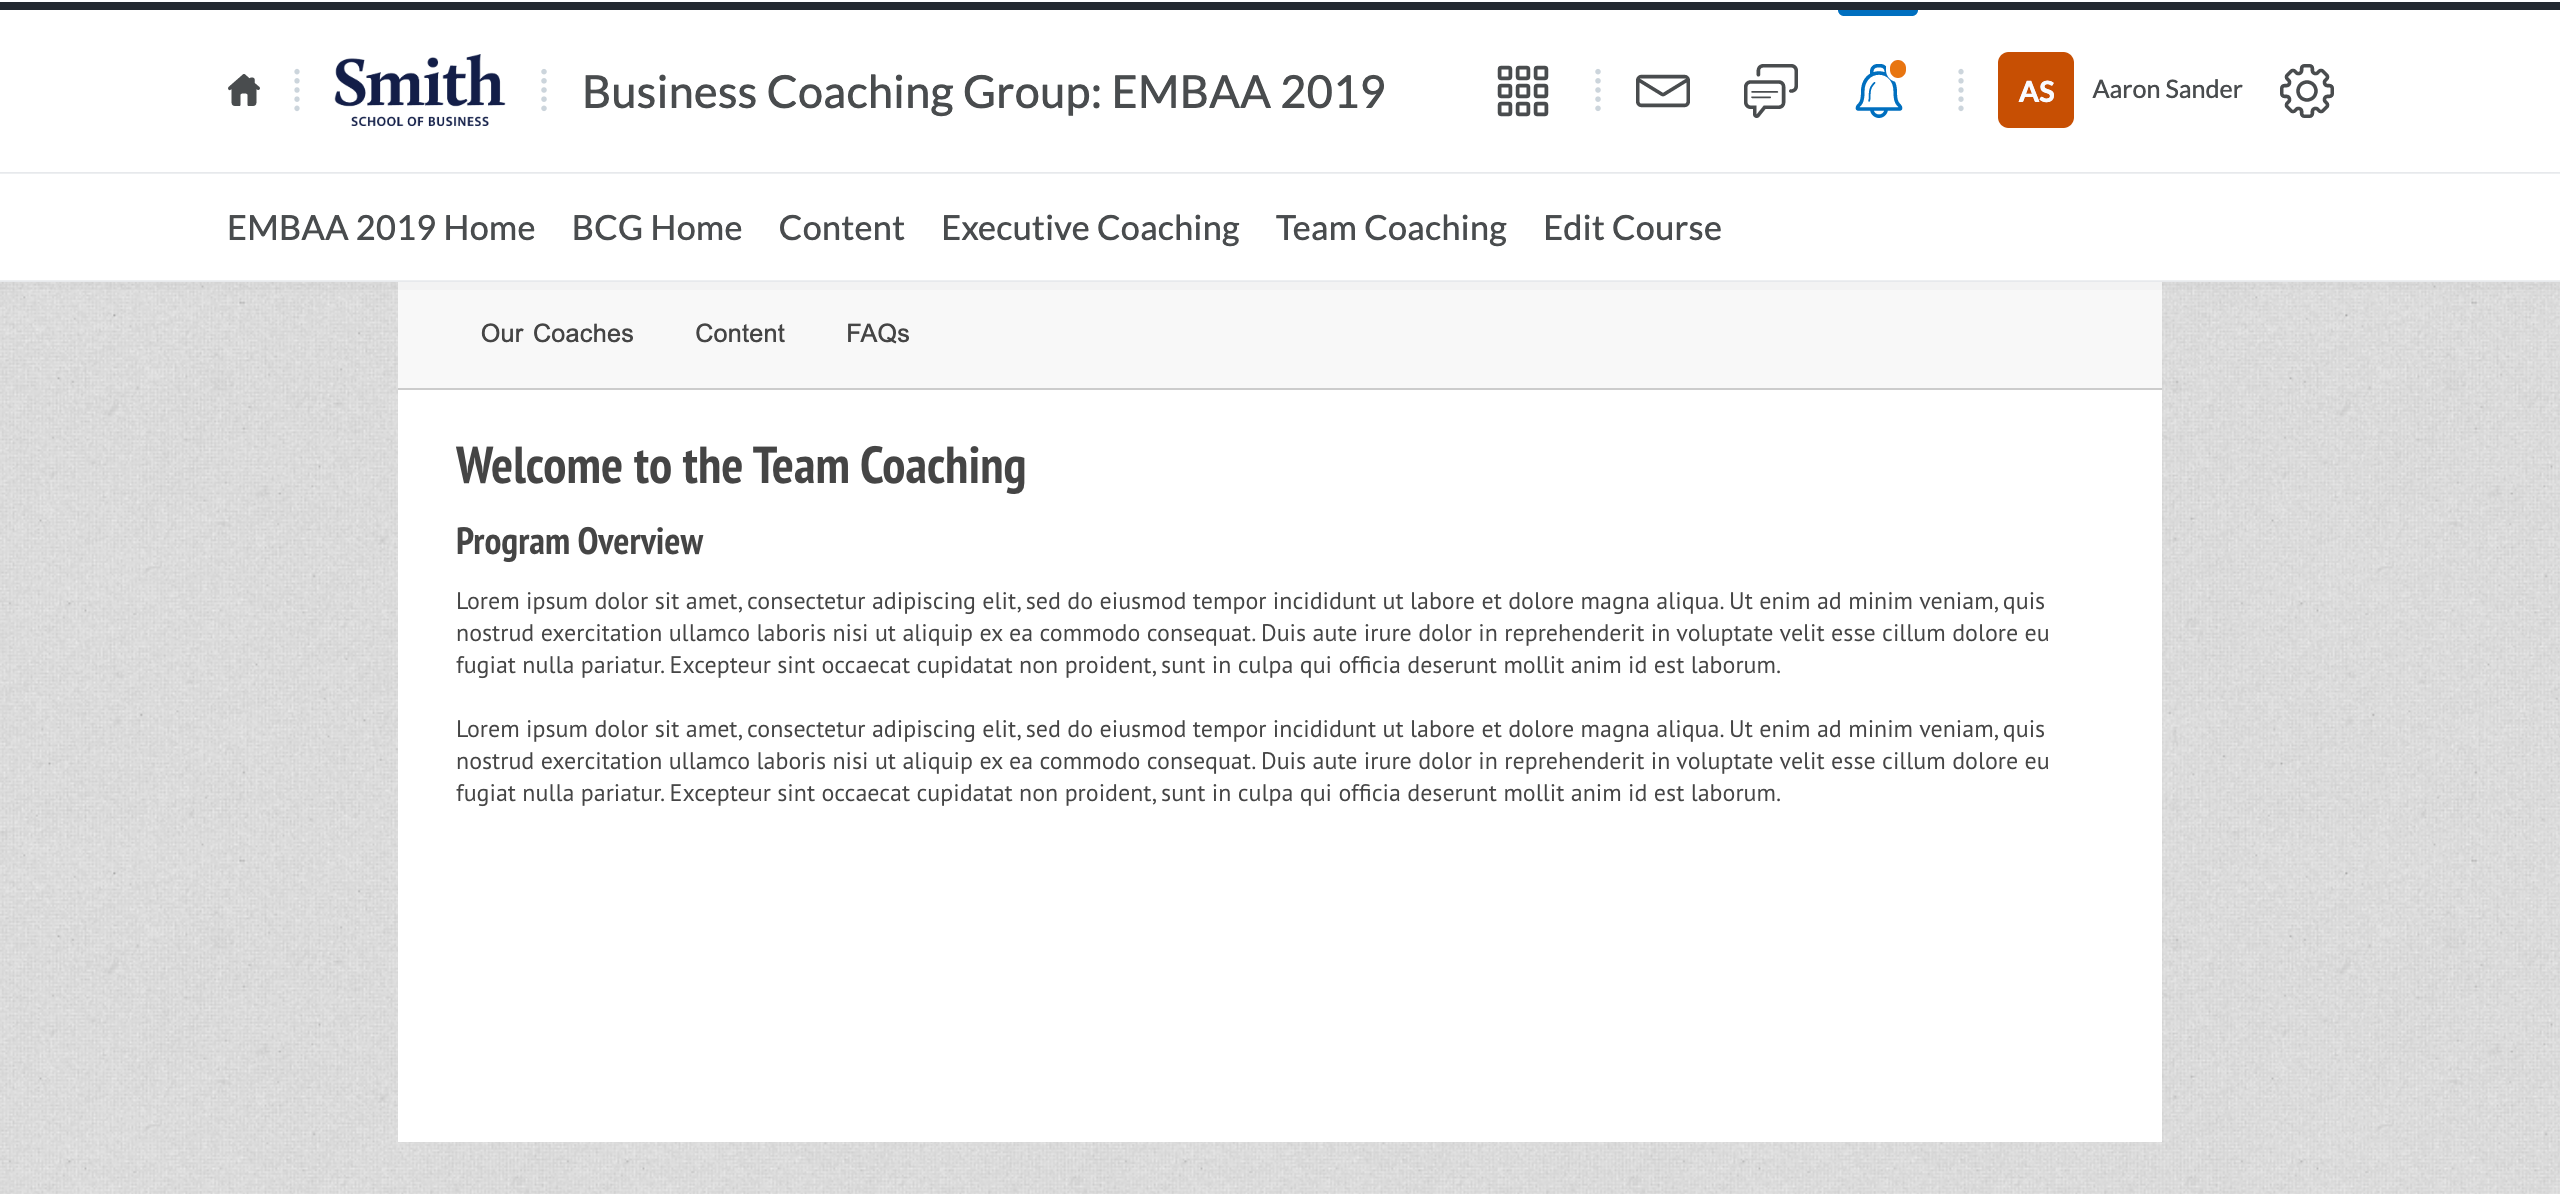 Smith
SCHOOL OF BUSINESS
Business Coaching Group: EMBAA 2019
AS
Aaron Sander
EMBAA 2019 Home
BCG Home
Content
Executive Coaching
Team Coaching
Edit Course
Our Coaches
Content
FAQs
Welcome to the Team Coaching
Program Overview
Lorem ipsum dolor sit amet, consectetur adipiscing elit, sed do eiusmod tempor incididunt ut labore et dolore magna aliqua. Ut enim ad minim veniam, quis
nostrud exercitation ullamco laboris nisi ut aliquip ex ea commodo consequat. Duis aute irure dolor in reprehenderit in voluptate velit esse cillum dolore eu
fugiat nulla pariatur. Excepteur sint occaecat cupidatat non proident, sunt in culpa qui officia deserunt mollit anim id est laborum.
Lorem ipsum dolor sit amet, consectetur adipiscing elit, sed do eiusmod tempor incididunt ut labore et dolore magna aliqua. Ut enim ad minim veniam, quis
nostrud exercitation ullamco laboris nisi ut aliquip ex ea commodo consequat. Duis aute irure dolor in reprehenderit in voluptate velit esse cillum dolore eu
fugiat nulla pariatur. Excepteur sint occaecat cupidatat non proident, sunt in culpa qui officia deserunt mollit anim id est laborum.